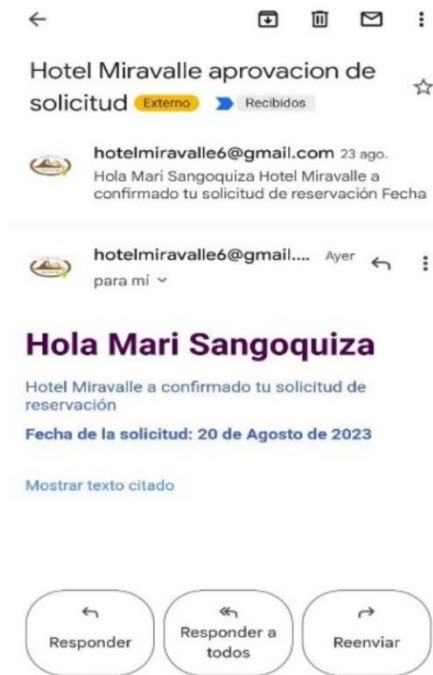 Hotel Miravalle aprovacion de
solicitud Externo Recibidos
hotelmiravalle6@gmail.com 23 ago.
Hola Mari Sangoquiza Hotel Miravalle a
confirmado tu solicitud de reservación Fecha
hotelmiravalle6@gmail.... Ayer
para mí
Hola Mari Sangoquiza
Hotel Miravalle a confirmado tu solicitud de
reservación
Fecha de la solicitud: 20 de Agosto de 2023
Mostrar texto citado
Responder
Responder a
todos
Reenviar